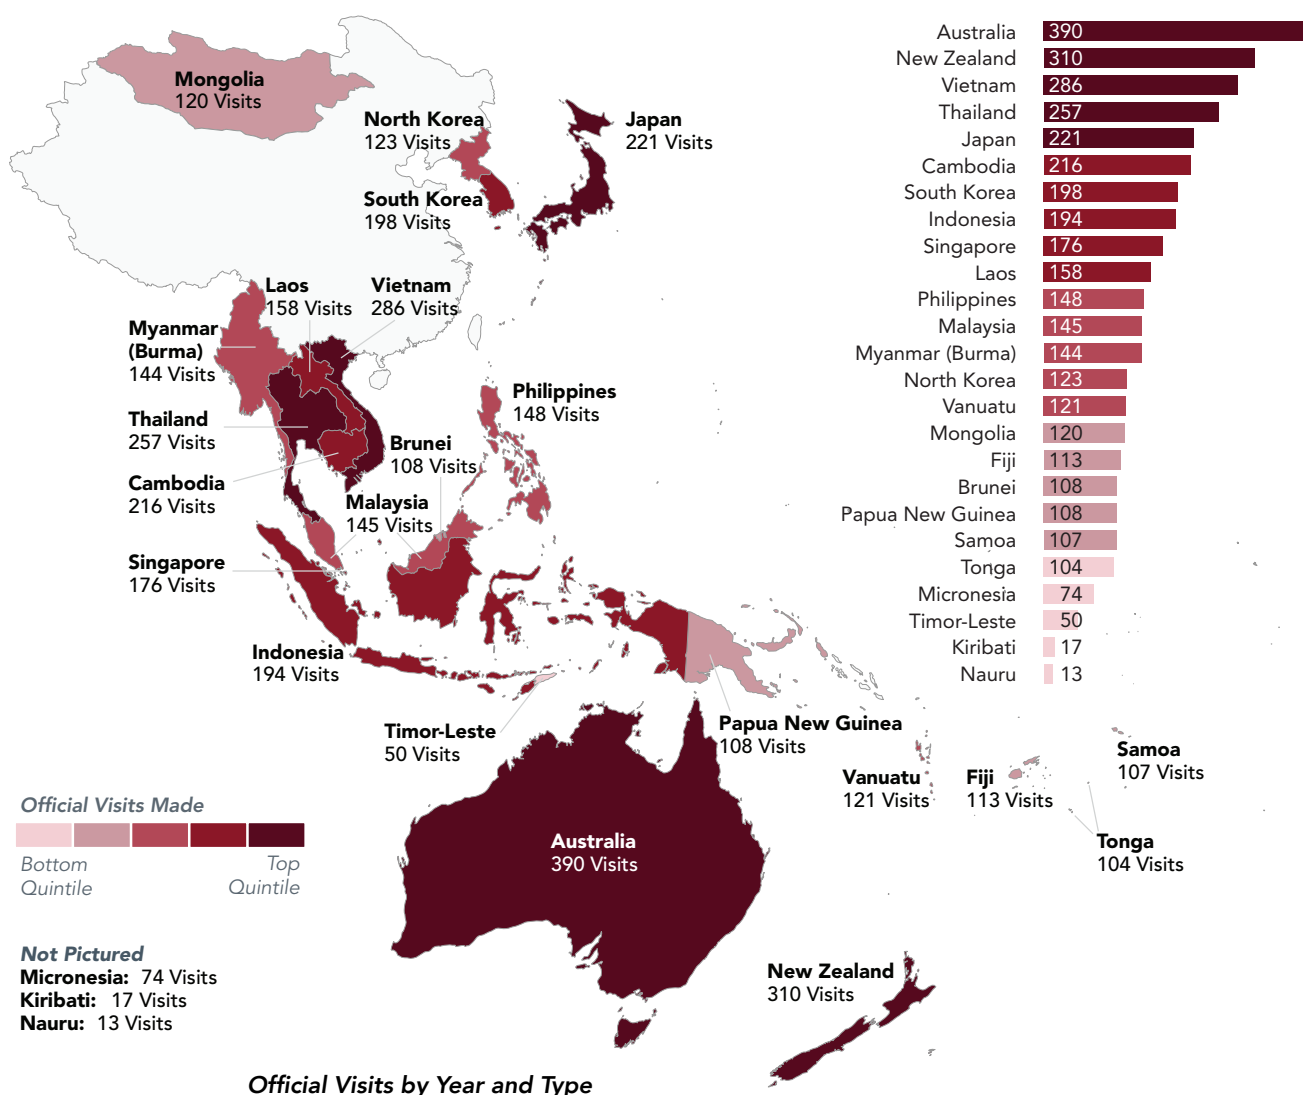 Mongolia
120 Visits
North Korea
123 Visits
Japan
221 Visits
South Korea
198 Visits
Laos
158 Visits
Vietnam
286 Visits
Myanmar
(Burma)
144 Visits
Philippines
148 Visits
Thailand
257 Visits
Brunei
108 Visits
Cambodia
216 Visits
Malaysia
145 Visits
Singapore
176 Visits
Indonesia
194 Visits
Timor-Leste
50 Visits
Papua New Guinea
108 Visits
Samoa
107 Visits
Vanuatu
121 Visits
Fiji
113 Visits
Tonga
104 Visits
Australia
390 Visits
New Zealand
310 Visits
Australia 390
New Zealand 310
Vietnam 286
Thailand 257
Japan 221
Cambodia 216
South Korea 198
Indonesia 194
Singapore 176
Laos 158
Philippines 148
Malaysia 145
Myanmar (Burma) 144
North Korea 123
Vanuatu 121
Mongolia 120
Fiji 113
Brunei 108
Papua New Guinea 108
Samoa 107
Tonga 104
Micronesia 74
Timor-Leste 50
Kiribati 17
Nauru 13
Official Visits Made
Bottom
Quintile
Top
Quintile
Not Pictured
Micronesia: 74 Visits
Kiribati: 17 Visits
Nauru: 13 Visits
Official Visits by Year and Type